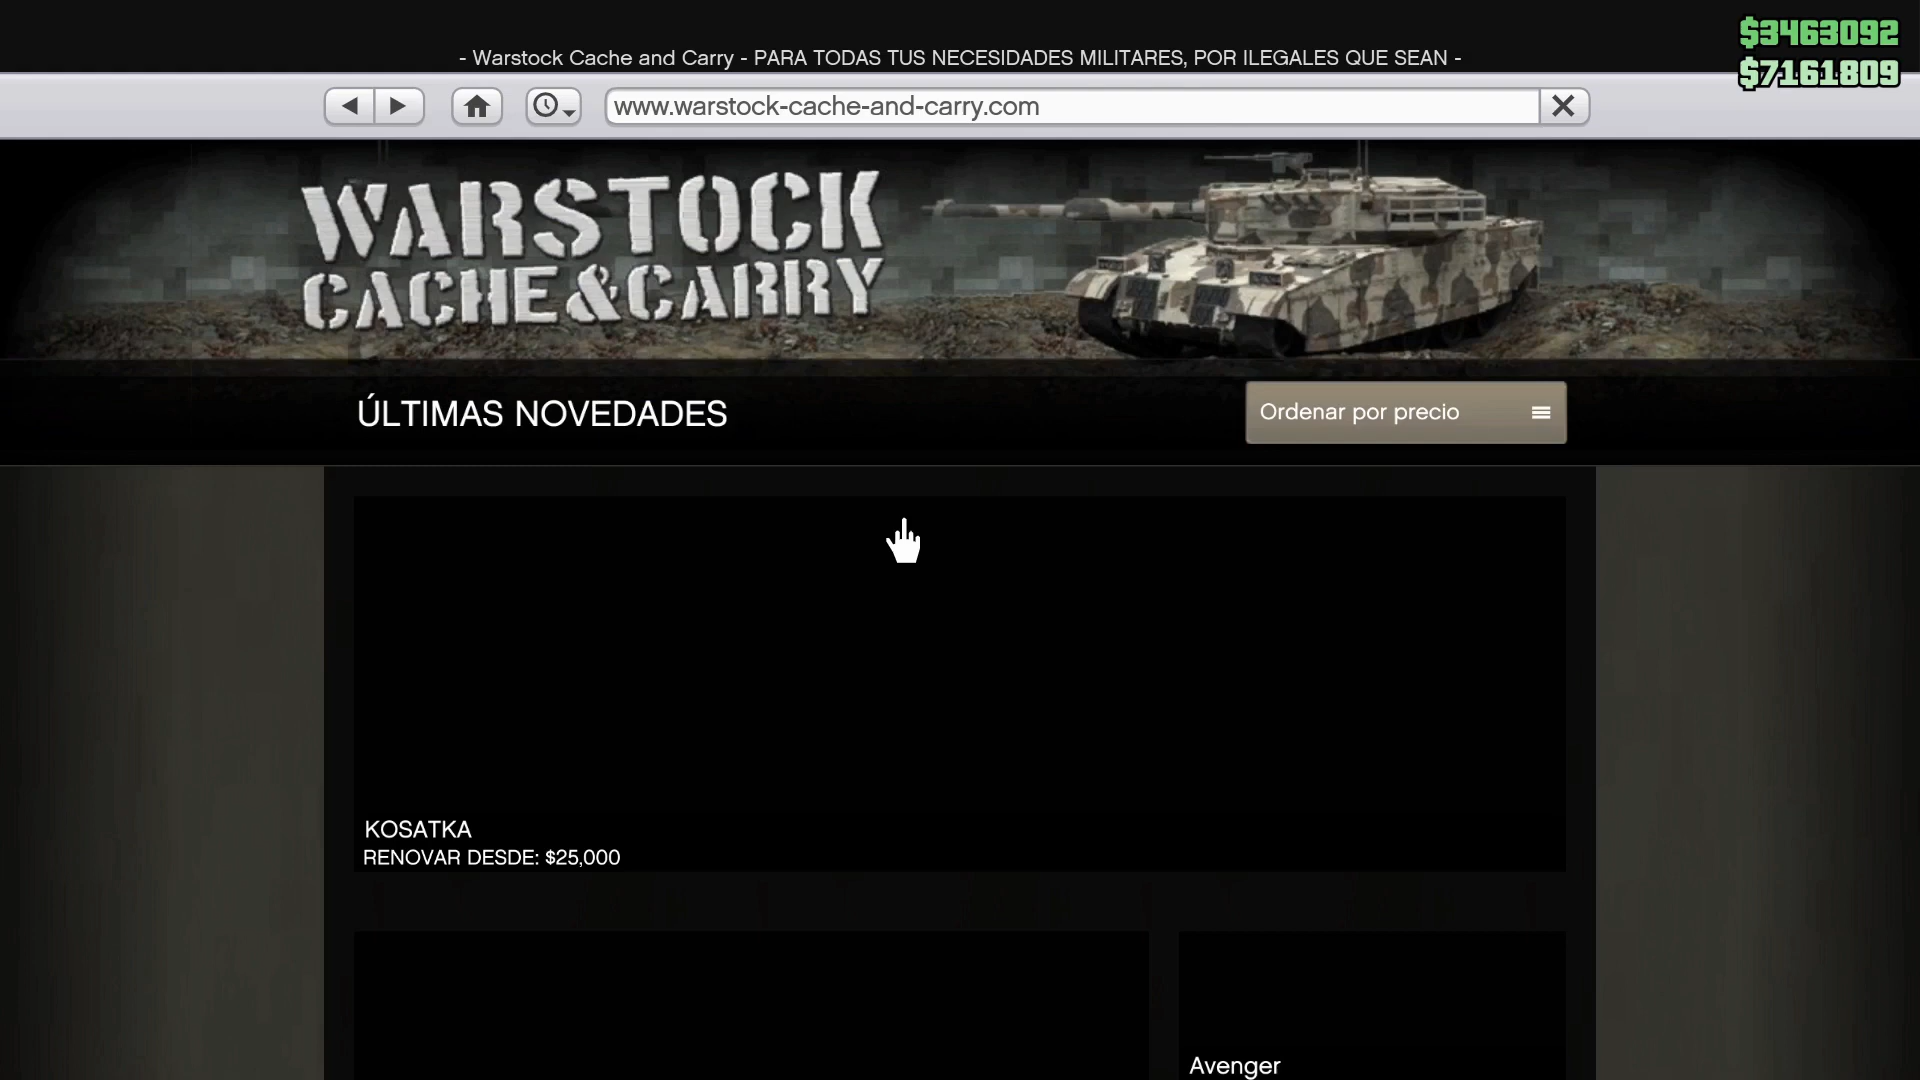 $3463092
- Warstock Cache and Carry - PARA TODAS TUS NECESIDADES MILITARES, POR ILEGALES QUE SEAN -
$7161809
www.warstock-cache-and-carry.com
WARSTOCK
CACHE & CARRY
ÚLTIMAS NOVEDADES
Ordenar por precio
KOSATKA
RENOVAR DESDE: $25,000
Avenger